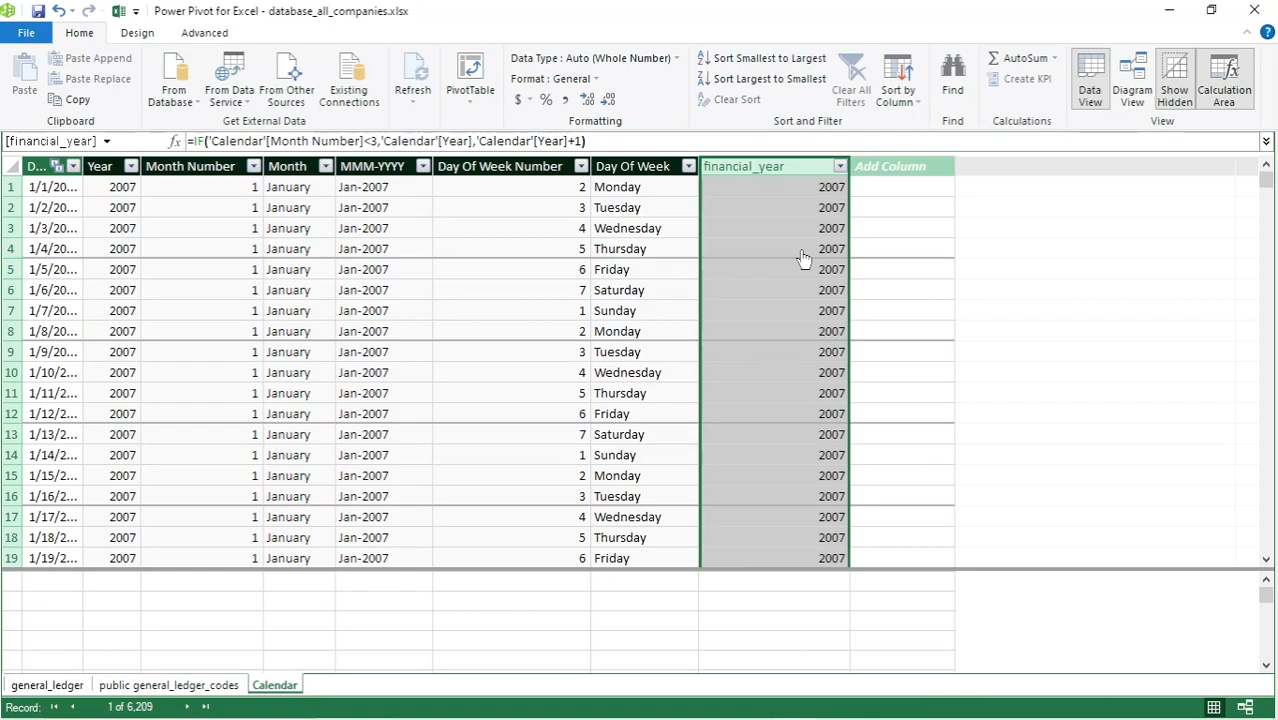 Power Pivot for Excel - database_all_companies.xlsx
File Home Design Advanced
Paste
Paste Append
Paste Replace
Copy
Clipboard
From Database
From Data Service
From Other Sources
Existing Connections
Get External Data
Refresh
PivotTable
Data Type : Auto (Whole Number)
Format : General
$ % ,
Formatting
Sort Smallest to Largest
Sort Largest to Smallest
Clear Sort
Clear All Filters
Sort by Column
Sort and Filter
Find
Find
AutoSum
Create KPI
Calculations
Data View
Diagram View
Show Hidden
Calculation Area
View
[financial_year] fx =IF('Calendar'[Month Number]<3,'Calendar'[Year],'Calendar'[Year]+1)
D... Year Month Number Month MMM-YYYY Day Of Week Number Day Of Week financial_year Add Column
1 1/1/20... 2007 1 January Jan-2007 2 Monday 2007
2 1/2/20... 2007 1 January Jan-2007 3 Tuesday 2007
3 1/3/20... 2007 1 January Jan-2007 4 Wednesday 2007
4 1/4/20... 2007 1 January Jan-2007 5 Thursday 2007
5 1/5/20... 2007 1 January Jan-2007 6 Friday 2007
6 1/6/20... 2007 1 January Jan-2007 7 Saturday 2007
7 1/7/20... 2007 1 January Jan-2007 1 Sunday 2007
8 1/8/20... 2007 1 January Jan-2007 2 Monday 2007
9 1/9/20... 2007 1 January Jan-2007 3 Tuesday 2007
10 1/10/2... 2007 1 January Jan-2007 4 Wednesday 2007
11 1/11/2... 2007 1 January Jan-2007 5 Thursday 2007
12 1/12/2... 2007 1 January Jan-2007 6 Friday 2007
13 1/13/2... 2007 1 January Jan-2007 7 Saturday 2007
14 1/14/2... 2007 1 January Jan-2007 1 Sunday 2007
15 1/15/2... 2007 1 January Jan-2007 2 Monday 2007
16 1/16/2... 2007 1 January Jan-2007 3 Tuesday 2007
17 1/17/2... 2007 1 January Jan-2007 4 Wednesday 2007
18 1/18/2... 2007 1 January Jan-2007 5 Thursday 2007
19 1/19/2... 2007 1 January Jan-2007 6 Friday 2007
general_ledger public general_ledger_codes Calendar
Record: 1 of 6,209